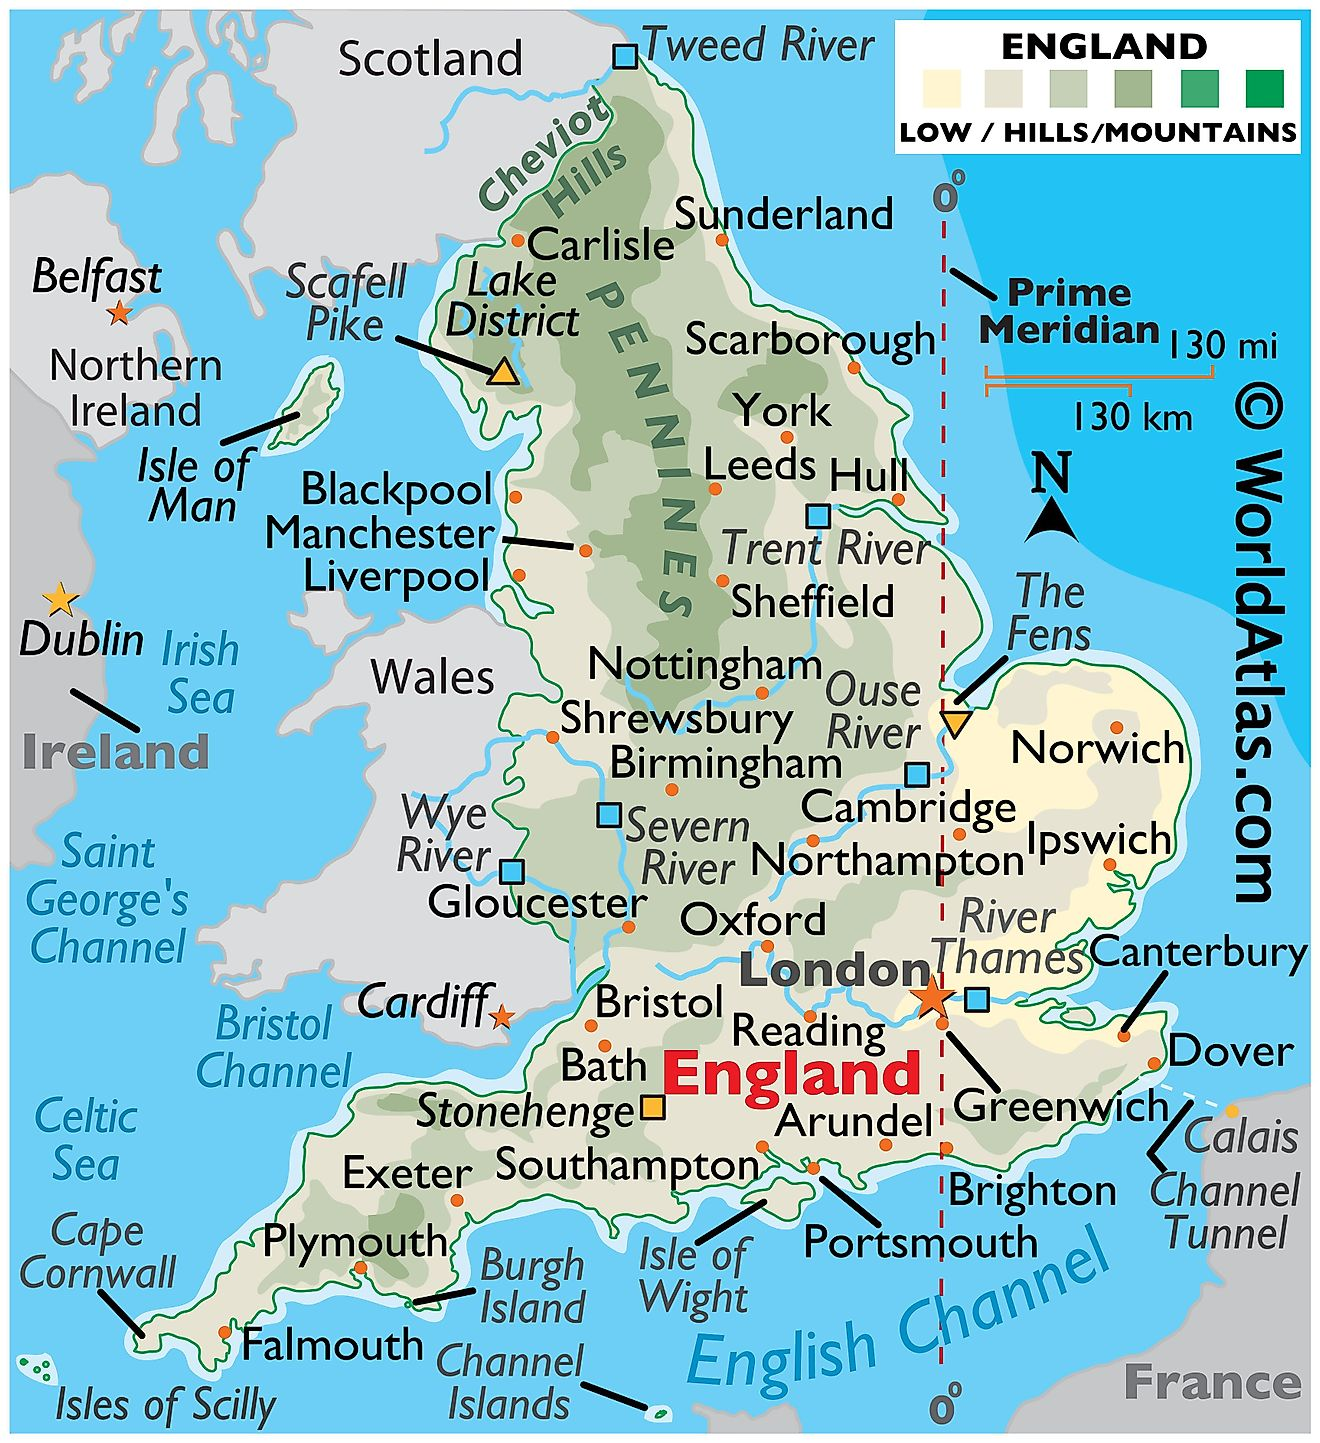 Scotland
Tweed River
ENGLAND
LOW / HILLS/MOUNTAINS
Cheviot
Hills
0°
Sunderland
Carlisle
Belfast
Scafell
Pike
Lake
District
PENNINES
Prime
Meridian
130 mi
130 km
Scarborough
Northern
Ireland
York
Isle of
Man
Leeds
Hull
N
© WorldAtlas.com
Blackpool
Manchester
Liverpool
Trent River
Sheffield
The
Fens
Dublin
Irish
Sea
Wales
Nottingham
Ouse
River
Ireland
Shrewsbury
Norwich
Birmingham
Wye
River
Severn
River
Cambridge
Northampton
Ipswich
Saint
George's
Channel
Gloucester
Oxford
River
Thames
Canterbury
London
Cardiff
Bristol
Reading
Bristol
Channel
Bath
England
Dover
Stonehenge
Arundel
Greenwich
Calais
Celtic
Sea
Exeter
Southampton
Brighton
Channel
Tunnel
Cape
Cornwall
Plymouth
Burgh
Island
Isle of
Wight
Portsmouth
English Channel
Falmouth
Channel
Islands
Isles of Scilly
France
0°